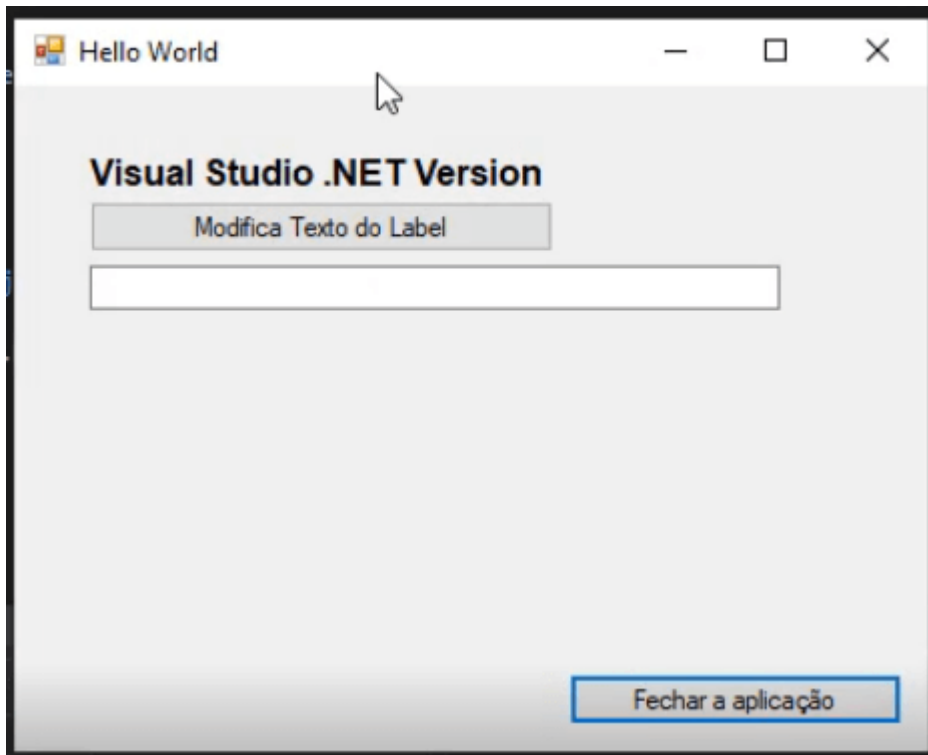 Hello World
Visual Studio .NET Version
Modifica Texto do Label
Fechar a aplicação